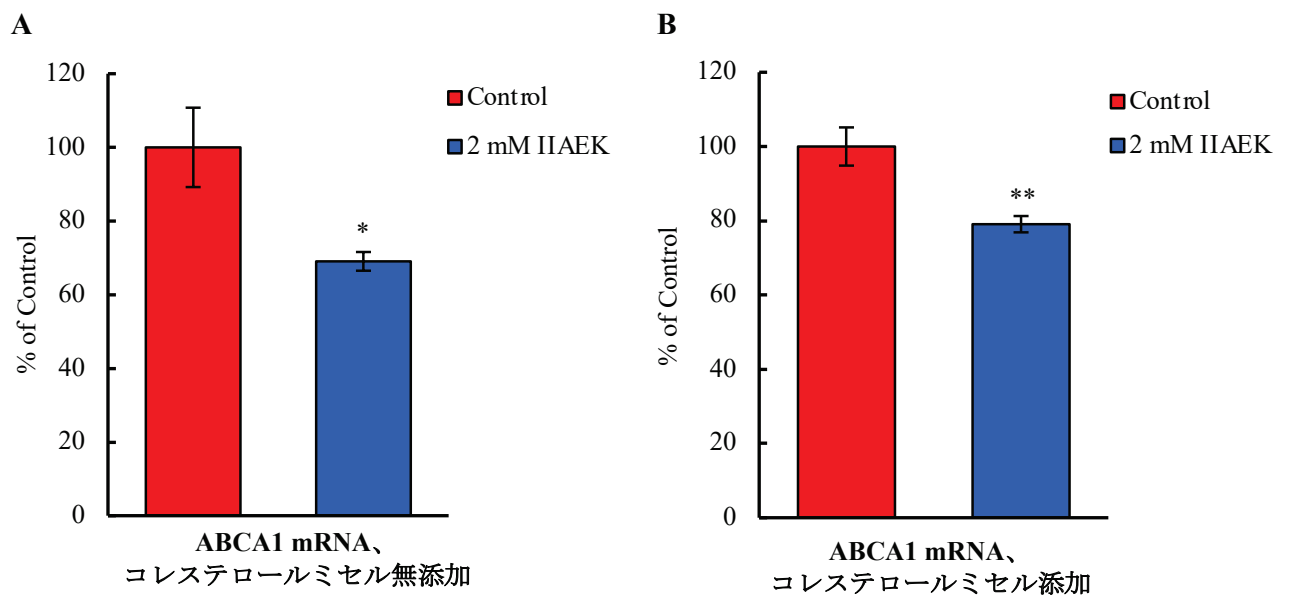 A
120
100
80
60
40
20
0
% of Control
*
Control
2 mM IIAEK
ABCA1 mRNA、
コレステロールミセル無添加
B
120
100
80
60
40
20
0
% of Control
**
Control
2 mM IIAEK
ABCA1 mRNA、
コレステロールミセル添加